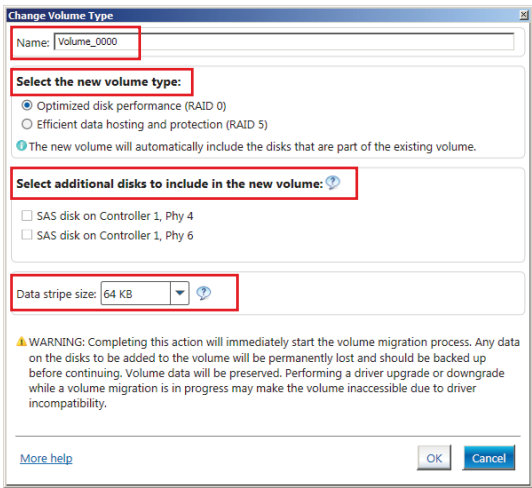 Change Volume Type
Name: Volume_0000
Select the new volume type:
Optimized disk performance (RAID 0)
Efficient data hosting and protection (RAID 5)
The new volume will automatically include the disks that are part of the existing volume.
Select additional disks to include in the new volume:
SAS disk on Controller 1, Phy 4
SAS disk on Controller 1, Phy 6
Data stripe size: 64 KB
WARNING: Completing this action will immediately start the volume migration process. Any data
on the disks to be added to the volume will be permanently lost and should be backed up
before continuing. Volume data will be preserved. Performing a driver upgrade or downgrade
while a volume migration is in progress may make the volume inaccessible due to driver
incompatibility.
More help
OK
Cancel